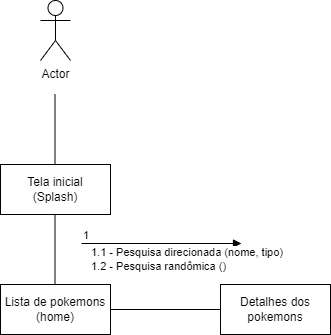 Actor
Tela inicial
(Splash)
1
1.1 - Pesquisa direcionada (nome, tipo)
1.2 - Pesquisa randômica ()
Lista de pokemons
(home)
Detalhes dos
pokemons